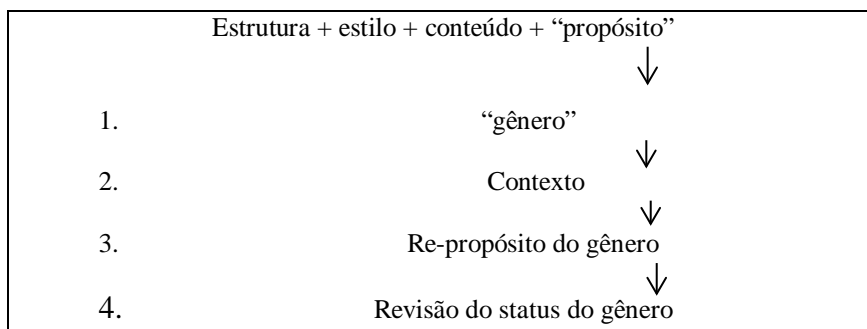 Estrutura + estilo + conteúdo + “propósito”
1. “gênero”
2. Contexto
3. Re-propósito do gênero
4. Revisão do status do gênero